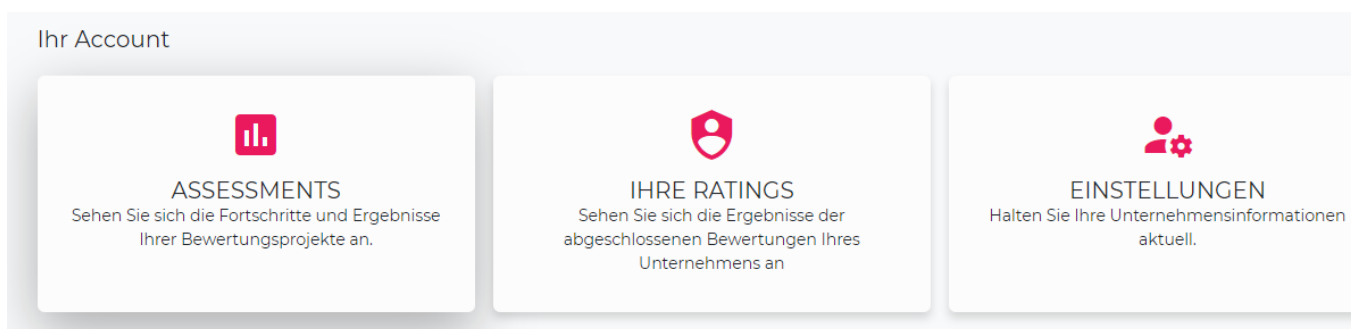 Ihr Account
ASSESSMENTS
Sehen Sie sich die Fortschritte und Ergebnisse
Ihrer Bewertungsprojekte an.
IHRE RATINGS
Sehen Sie sich die Ergebnisse der
abgeschlossenen Bewertungen Ihres
Unternehmens an
EINSTELLUNGEN
Halten Sie Ihre Unternehmensinformationen
aktuell.